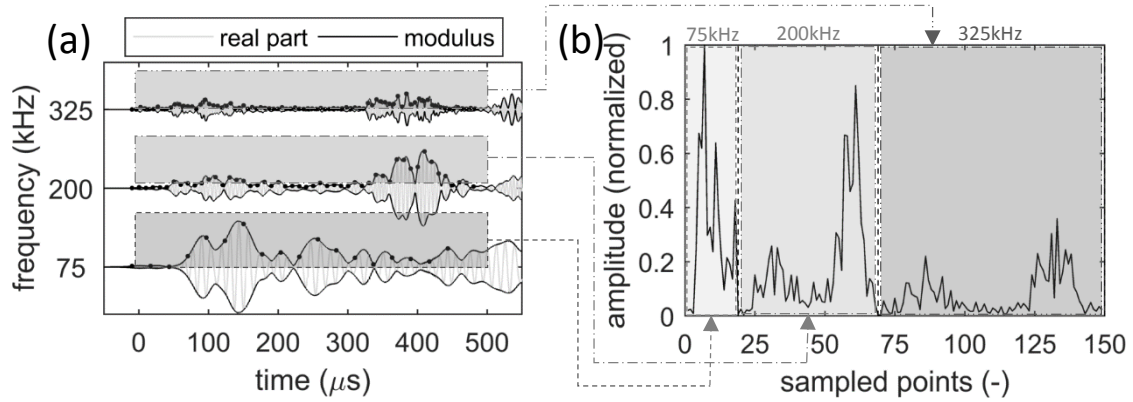 (a)
real part modulus
325
200
75
frequency (kHz)
0 100 200 300 400 500
time (μs)
(b)
75kHz 200kHz 325kHz
1
0.8
0.6
0.4
0.2
0
amplitude (normalized)
0 25 50 75 100 125 150
sampled points (-)